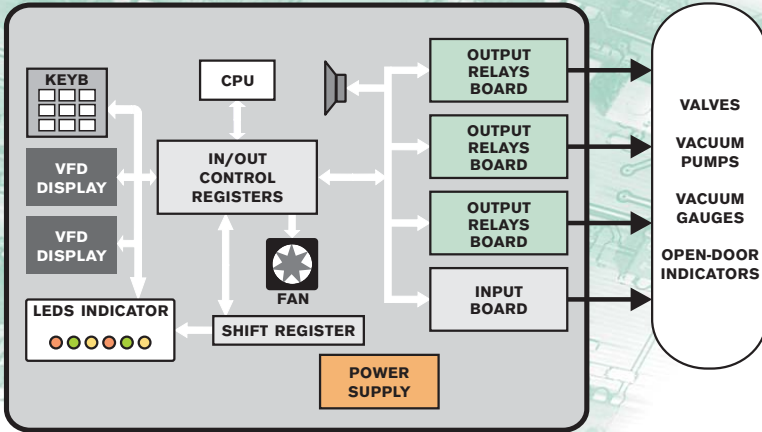 KEYB
CPU
VFD
DISPLAY
VFD
DISPLAY
IN/OUT
CONTROL
REGISTERS
FAN
LEDS INDICATOR
SHIFT REGISTER
POWER
SUPPLY
OUTPUT
RELAYS
BOARD
OUTPUT
RELAYS
BOARD
OUTPUT
RELAYS
BOARD
INPUT
BOARD
VALVES
VACUUM
PUMPS
VACUUM
GAUGES
OPEN-DOOR
INDICATORS